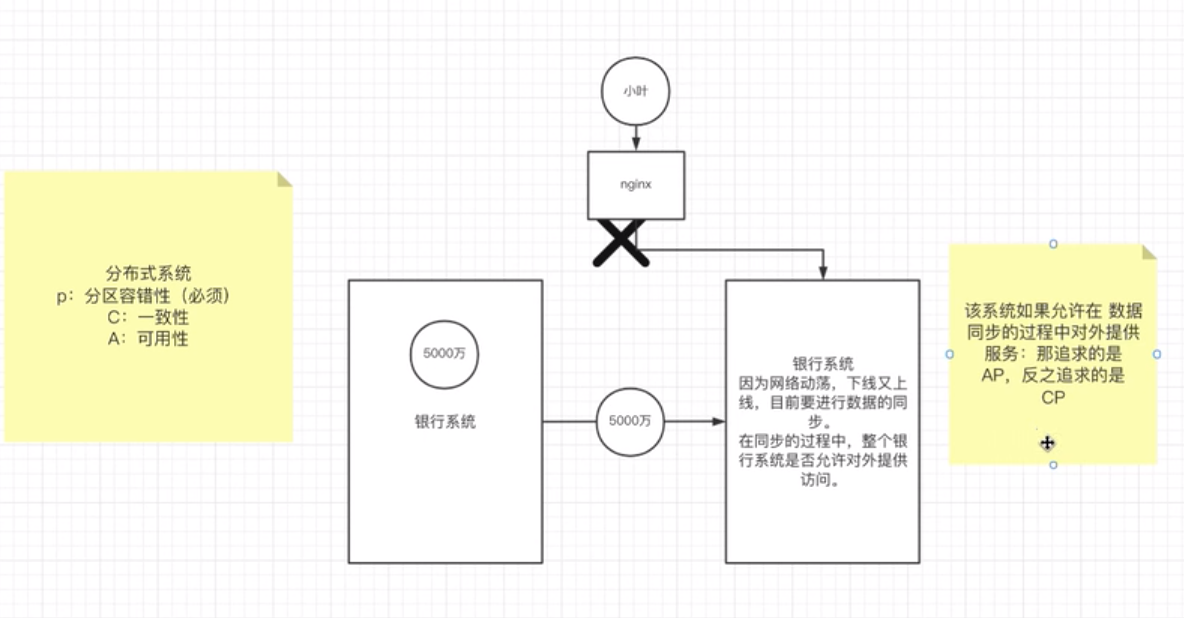 小叶
nginx
分布式系统
p：分区容错性（必须）
C：一致性
A：可用性
5000万
银行系统
5000万
银行系统
因为网络动荡，下线又上
线，目前要进行数据的同
步。
在同步的过程中，整个银
行系统是否允许对外提供
访问。
该系统如果允许在 数据
同步的过程中对外提供
服务：那追求的是
AP，反之追求的是
CP